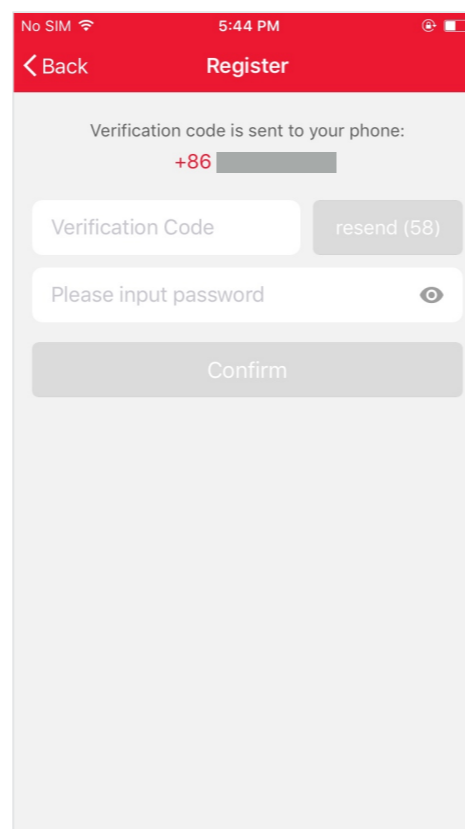 No SIM 5:44 PM
Back Register
Verification code is sent to your phone:
+86
Verification Code resend (58)
Please input password
Confirm